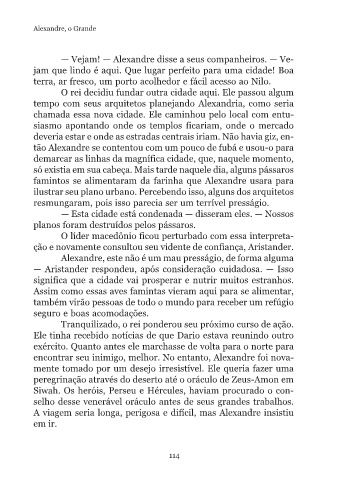 Alexandre, o Grande
— Vejam! — Alexandre disse a seus companheiros. — Ve-
jam que lindo é aqui. Que lugar perfeito para uma cidade! Boa
terra, ar fresco, um porto acolhedor e fácil acesso ao Nilo.
O rei decidiu fundar outra cidade aqui. Ele passou algum
tempo com seus arquitetos planejando Alexandria, como seria
chamada essa nova cidade. Ele caminhou pelo local com entu-
siasmo apontando onde os templos ficariam, onde o mercado
deveria estar e onde as estradas centrais iriam. Não havia giz, en-
tão Alexandre se contentou com um pouco de fubá e usou-o para
demarcar as linhas da magnífica cidade, que, naquele momento,
só existia em sua cabeça. Mais tarde naquele dia, alguns pássaros
famintos se alimentaram da farinha que Alexandre usara para
ilustrar seu plano urbano. Percebendo isso, alguns dos arquitetos
resmungaram, pois isso parecia ser um terrível presságio.
— Esta cidade está condenada — disseram eles. — Nossos
planos foram destruídos pelos pássaros.
O líder macedônio ficou perturbado com essa interpreta-
ção e novamente consultou seu vidente de confiança, Aristander.
Alexandre, este não é um mau presságio, de forma alguma
— Aristander respondeu, após consideração cuidadosa. — Isso
significa que a cidade vai prosperar e nutrir muitos estranhos.
Assim como essas aves famintas vieram aqui para se alimentar,
também virão pessoas de todo o mundo para receber um refúgio
seguro e boas acomodações.
Tranquilizado, o rei ponderou seu próximo curso de ação.
Ele tinha recebido notícias de que Dario estava reunindo outro
exército. Quanto antes ele marchasse de volta para o norte para
encontrar seu inimigo, melhor. No entanto, Alexandre foi nova-
mente tomado por um desejo irresistível. Ele queria fazer uma
peregrinação através do deserto até o oráculo de Zeus-Amon em
Siwah. Os heróis, Perseu e Hércules, haviam procurado o con-
selho desse venerável oráculo antes de seus grandes trabalhos.
A viagem seria longa, perigosa e difícil, mas Alexandre insistiu
em ir.
114